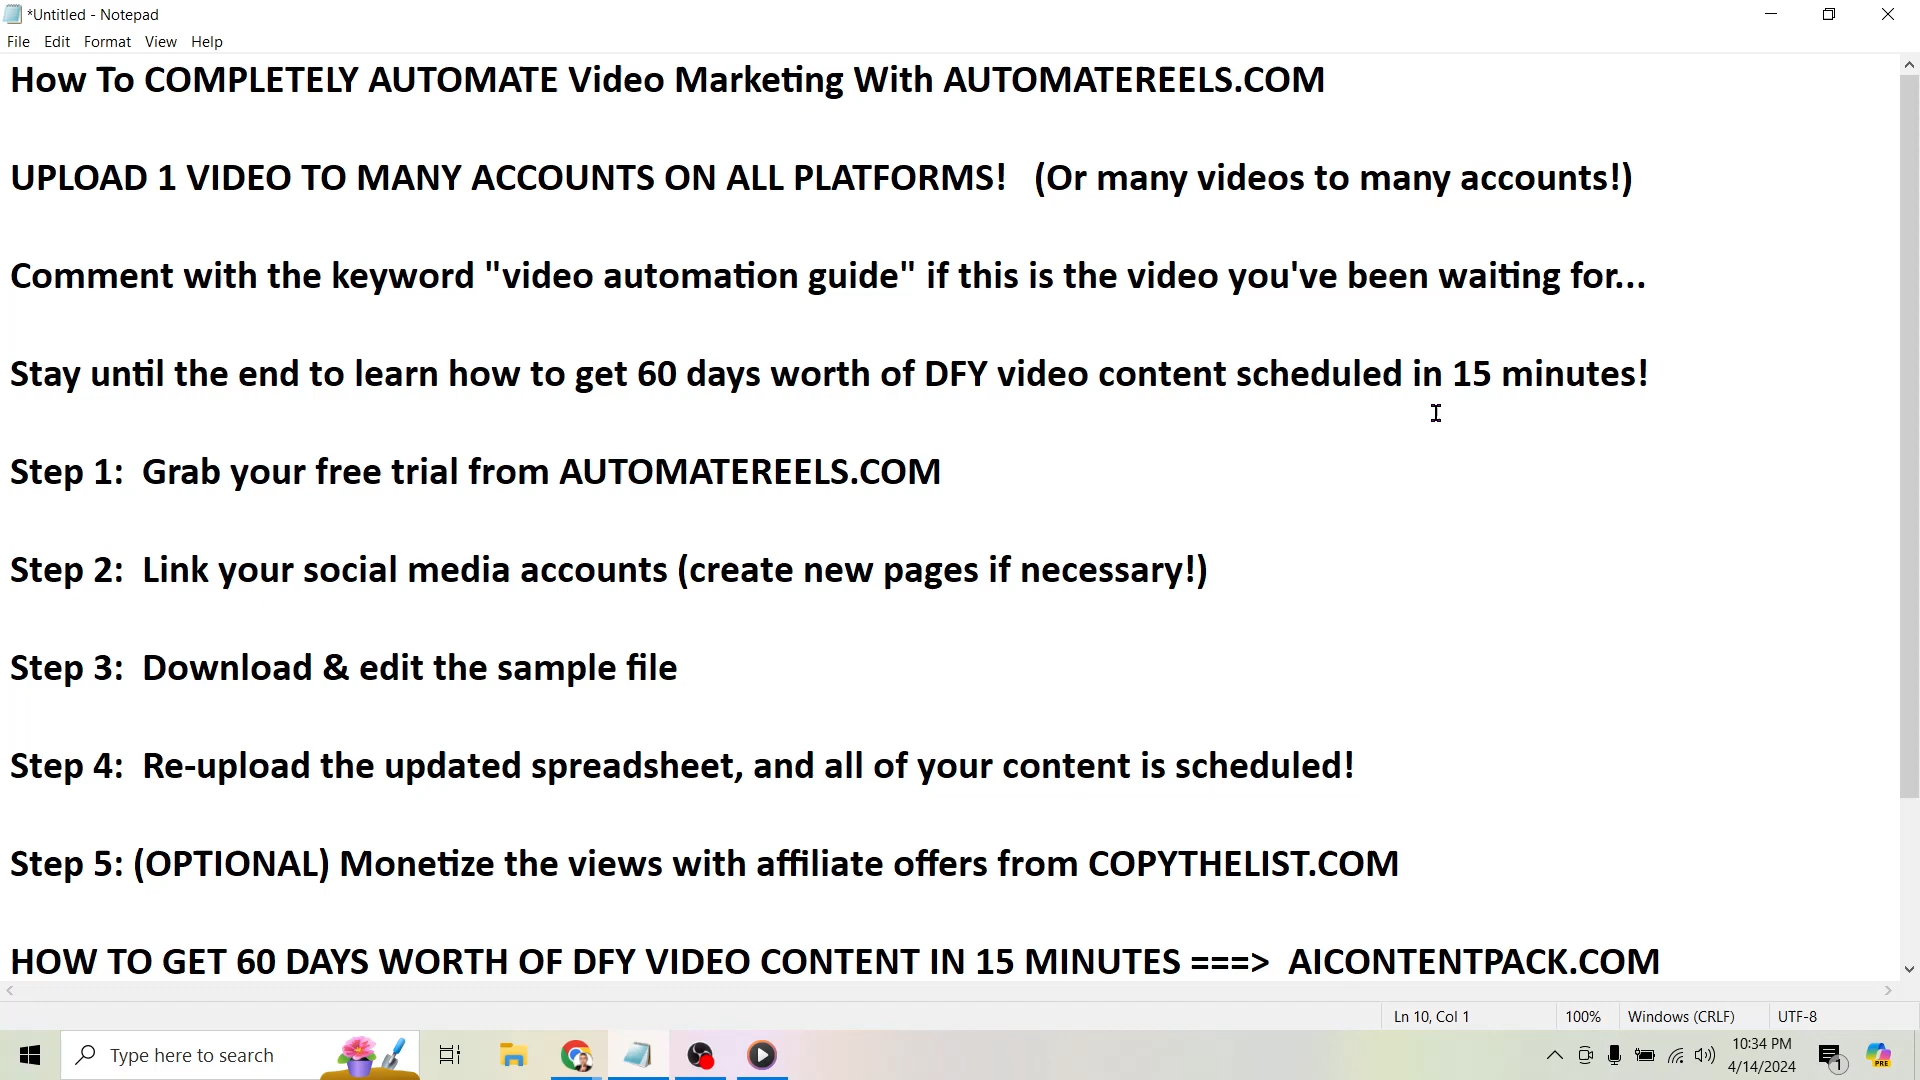 *Untitled - Notepad
File Edit Format View Help
How To COMPLETELY AUTOMATE Video Marketing With AUTOMATEREELS.COM
UPLOAD 1 VIDEO TO MANY ACCOUNTS ON ALL PLATFORMS!   (Or many videos to many accounts!)
Comment with the keyword "video automation guide" if this is the video you've been waiting for...
Stay until the end to learn how to get 60 days worth of DFY video content scheduled in 15 minutes!
Step 1:  Grab your free trial from AUTOMATEREELS.COM
Step 2:  Link your social media accounts (create new pages if necessary!)
Step 3:  Download & edit the sample file
Step 4:  Re-upload the updated spreadsheet, and all of your content is scheduled!
Step 5: (OPTIONAL) Monetize the views with affiliate offers from COPYTHELIST.COM
HOW TO GET 60 DAYS WORTH OF DFY VIDEO CONTENT IN 15 MINUTES ===>  AICONTENTPACK.COM
Ln 10, Col 1 100% Windows (CRLF) UTF-8
Type here to search
10:34 PM
4/14/2024
1
PRE